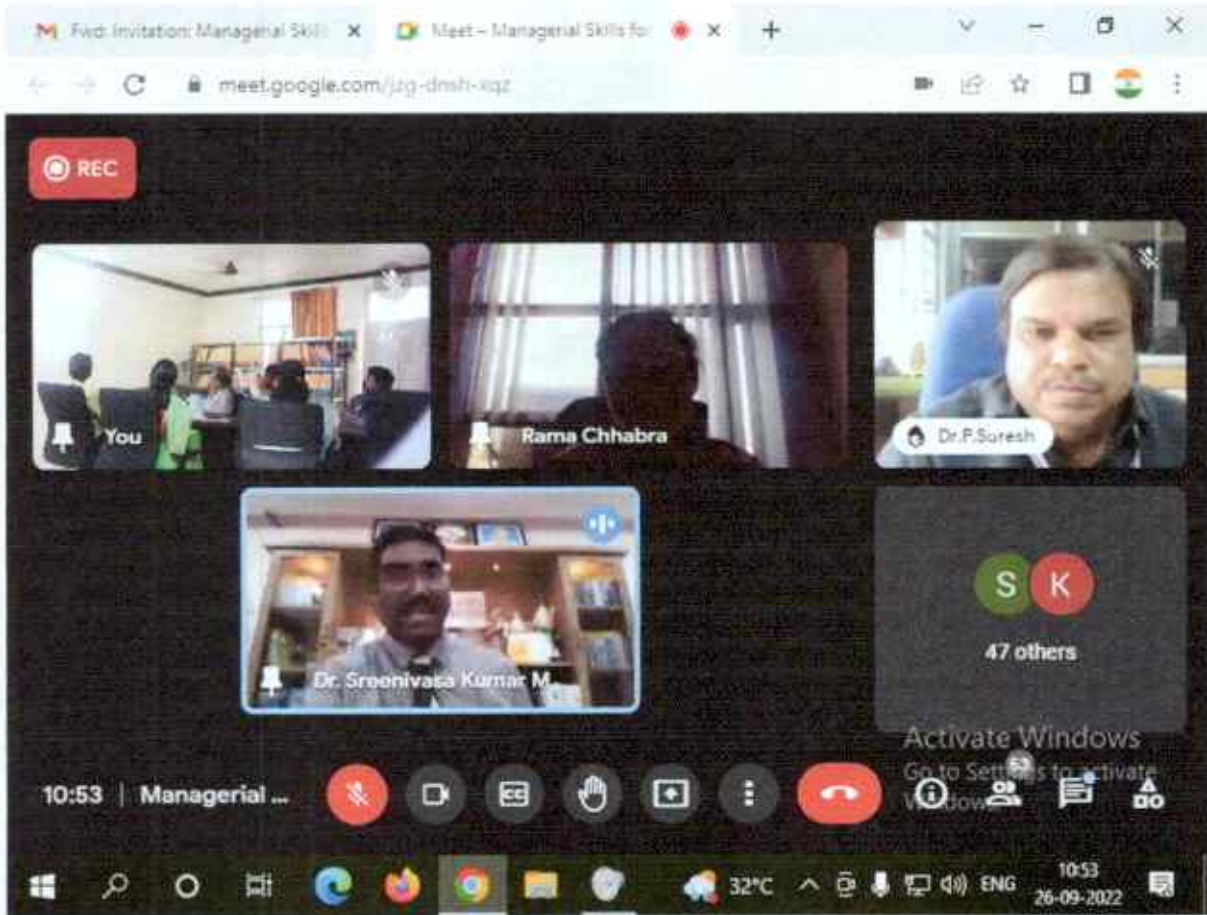 Fwd: Invitation: Managerial Skill
Meet – Managerial Skills for
meet.google.com/jzg-dnsh-xqz
REC
You
Rama Chhabra
Dr.P.Suresh
Dr. Sreenivasa Kumar M
S K
47 others
Activate Windows
Go to Settings to activate
Windows
10:53 | Managerial ...
CC
53
32°C
ENG
10:53
26-09-2022